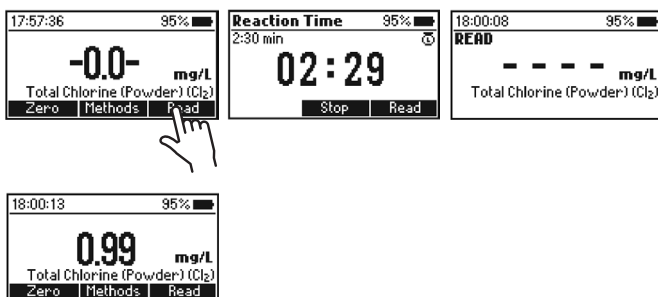 17:57:36 95%
-0.0- mg/L
Total Chlorine (Powder) (Cl₂)
Zero Methods Read
Reaction Time 95%
2:30 min
02:29
Stop Read
18:00:08 95%
READ
---- mg/L
Total Chlorine (Powder) (Cl₂)
18:00:13 95%
0.99 mg/L
Total Chlorine (Powder) (Cl₂)
Zero Methods Read